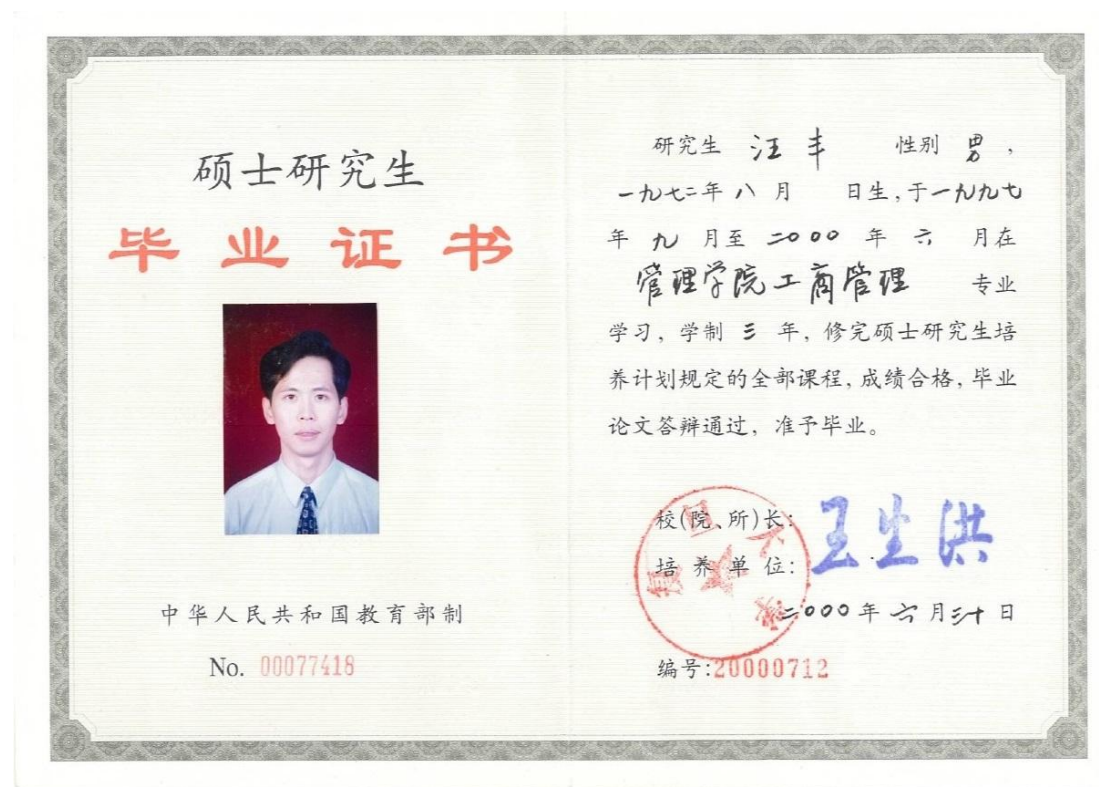 硕士研究生
毕业证书
中华人民共和国教育部制
No. 00077418
研究生 汪丰 性别 男，
一九七二年八月 日生，于一九九七
年九月至二〇〇〇年六月在
管理学院工商管理 专业
学习，学制三年，修完硕士研究生培
养计划规定的全部课程，成绩合格，毕业
论文答辩通过，准予毕业。
校(院、所)长：王生洪
培养单位：
复旦大学
二〇〇〇年六月三十日
编号:20000712